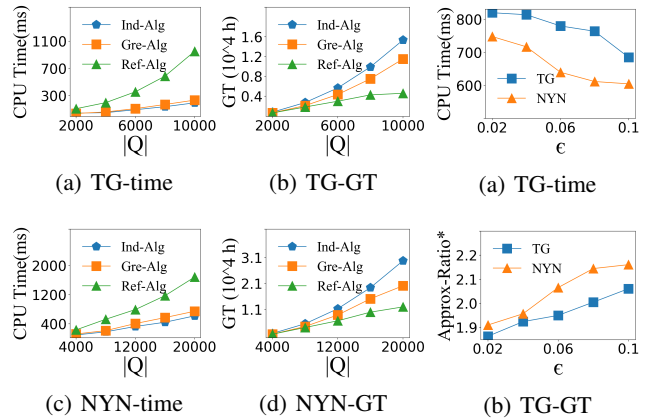 CPU Time(ms)
1100
700
300
2000 6000 10000
|Q|
Ind-Alg
Gre-Alg
Ref-Alg
(a) TG-time
GT (10^4 h)
1.6
1.2
0.8
0.4
2000 6000 10000
|Q|
Ind-Alg
Gre-Alg
Ref-Alg
(b) TG-GT
CPU Time(ms)
800
700
600
0.02 0.06 0.1
ϵ
TG
NYN
(a) TG-time
CPU Time(ms)
2000
1200
400
4000 12000 20000
|Q|
Ind-Alg
Gre-Alg
Ref-Alg
(c) NYN-time
GT (10^4 h)
3.1
2.1
1.1
4000 12000 20000
|Q|
Ind-Alg
Gre-Alg
Ref-Alg
(d) NYN-GT
Approx-Ratio*
2.2
2.1
2.0
1.9
0.02 0.06 0.1
ϵ
TG
NYN
(b) TG-GT